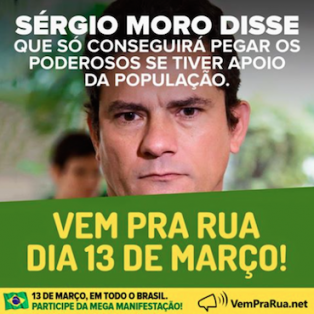 SÉRGIO MORO DISSE
QUE SÓ CONSEGUIRÁ PEGAR OS
PODEROSOS SE TIVER APOIO
DA POPULAÇÃO.
VEM PRA RUA
DIA 13 DE MARÇO!
13 DE MARÇO, EM TODO O BRASIL.
PARTICIPE DA MEGA MANIFESTAÇÃO!
VemPraRua.net